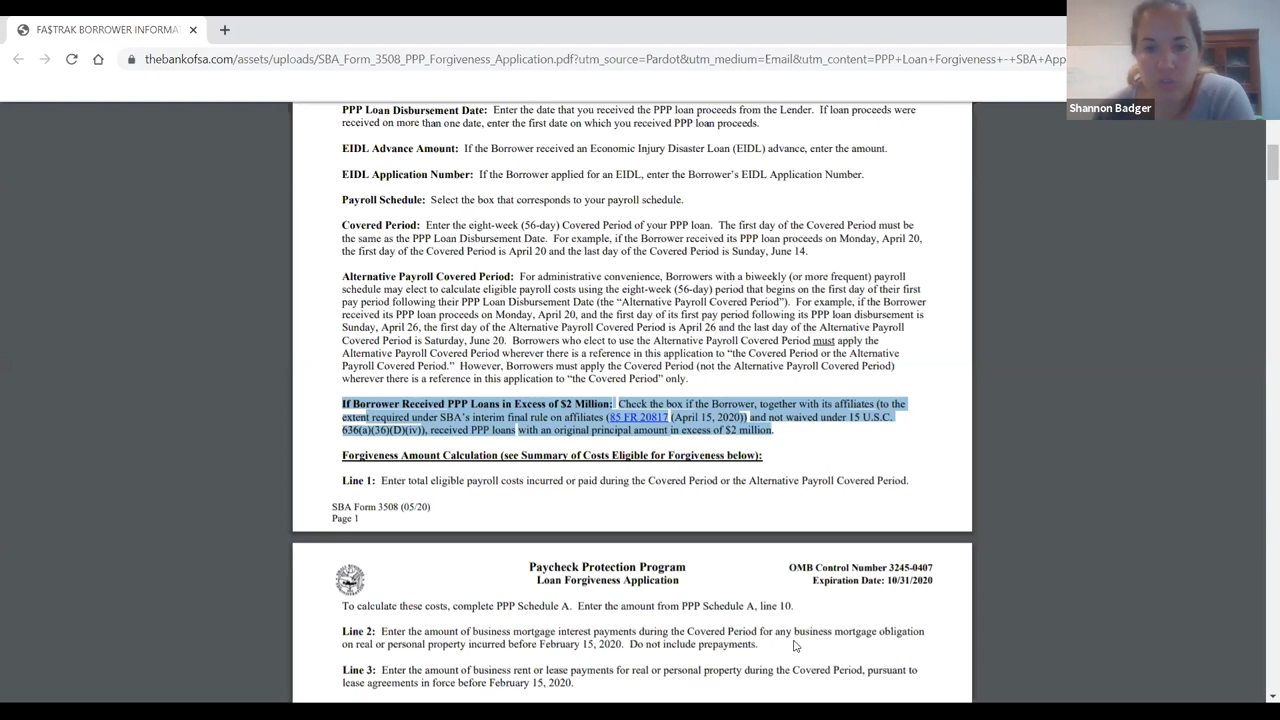 FA$TRAK BORROWER INFORMA
thebankofsa.com/assets/uploads/SBA_Form_3508_PPP_Forgiveness_Application.pdf?utm_source=Pardot&utm_medium=Email&utm_content=PPP+Loan+Forgiveness+-+SBA+App
Shannon Badger
PPP Loan Disbursement Date: Enter the date that you received the PPP loan proceeds from the Lender. If loan proceeds were
received on more than one date, enter the first date on which you received PPP loan proceeds.
EIDL Advance Amount: If the Borrower received an Economic Injury Disaster Loan (EIDL) advance, enter the amount.
EIDL Application Number: If the Borrower applied for an EIDL, enter the Borrower's EIDL Application Number.
Payroll Schedule: Select the box that corresponds to your payroll schedule.
Covered Period: Enter the eight-week (56-day) Covered Period of your PPP loan. The first day of the Covered Period must be
the same as the PPP Loan Disbursement Date. For example, if the Borrower received its PPP loan proceeds on Monday, April 20,
the first day of the Covered Period is April 20 and the last day of the Covered Period is Sunday, June 14.
Alternative Payroll Covered Period: For administrative convenience, Borrowers with a biweekly (or more frequent) payroll
schedule may elect to calculate eligible payroll costs using the eight-week (56-day) period that begins on the first day of their first
pay period following their PPP Loan Disbursement Date (the “Alternative Payroll Covered Period”). For example, if the Borrower
received its PPP loan proceeds on Monday, April 20, and the first day of its first pay period following its PPP loan disbursement is
Sunday, April 26, the first day of the Alternative Payroll Covered Period is April 26 and the last day of the Alternative Payroll
Covered Period is Saturday, June 20. Borrowers who elect to use the Alternative Payroll Covered Period must apply the
Alternative Payroll Covered Period wherever there is a reference in this application to “the Covered Period or the Alternative
Payroll Covered Period.” However, Borrowers must apply the Covered Period (not the Alternative Payroll Covered Period)
wherever there is a reference in this application to “the Covered Period” only.
If Borrower Received PPP Loans in Excess of $2 Million: Check the box if the Borrower, together with its affiliates (to the
extent required under SBA’s interim final rule on affiliates (85 FR 20817 (April 15, 2020)) and not waived under 15 U.S.C.
636(a)(36)(D)(iv)), received PPP loans with an original principal amount in excess of $2 million.
Forgiveness Amount Calculation (see Summary of Costs Eligible for Forgiveness below):
Line 1: Enter total eligible payroll costs incurred or paid during the Covered Period or the Alternative Payroll Covered Period.
SBA Form 3508 (05/20)
Page 1
Paycheck Protection Program
Loan Forgiveness Application
OMB Control Number 3245-0407
Expiration Date: 10/31/2020
To calculate these costs, complete PPP Schedule A. Enter the amount from PPP Schedule A, line 10.
Line 2: Enter the amount of business mortgage interest payments during the Covered Period for any business mortgage obligation
on real or personal property incurred before February 15, 2020. Do not include prepayments.
Line 3: Enter the amount of business rent or lease payments for real or personal property during the Covered Period, pursuant to
lease agreements in force before February 15, 2020.